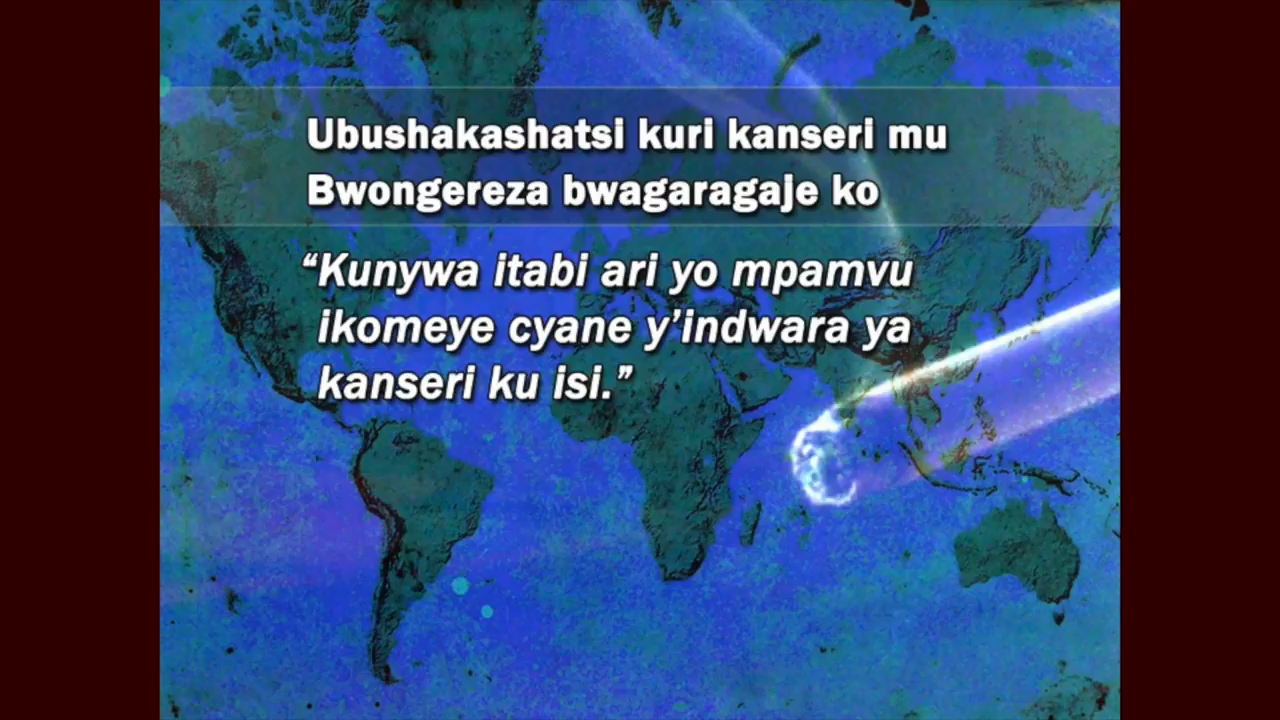 Ubushakashatsi kuri kanseri mu
Bwongereza bwagaragaje ko
“Kunywa itabi ari yo mpamvu
ikomeye cyane y’indwara ya
kanseri ku isi.”